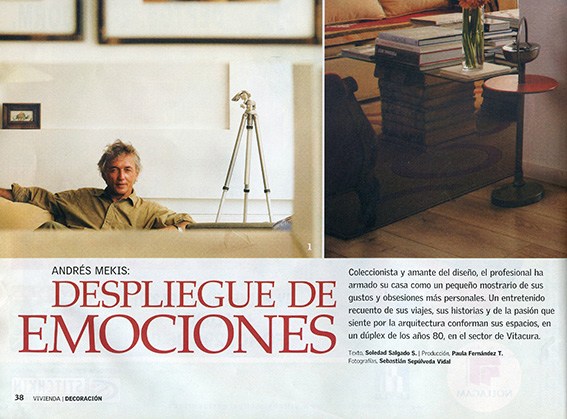 1
ANDRÉS MEKIS:
DESPLIEGUE DE
EMOCIONES
Coleccionista y amante del diseño, el profesional ha
armado su casa como un pequeño mostrario de sus
gustos y obsesiones más personales. Un entretenido
recuento de sus viajes, sus historias y de la pasión que
siente por la arquitectura conforman sus espacios, en
un dúplex de los años 80, en el sector de Vitacura.
Texto, Soledad Salgado S. | Producción, Paula Fernández T.
Fotografías, Sebastián Sepúlveda Vidal
38 VIVIENDA | DECORACIÓN